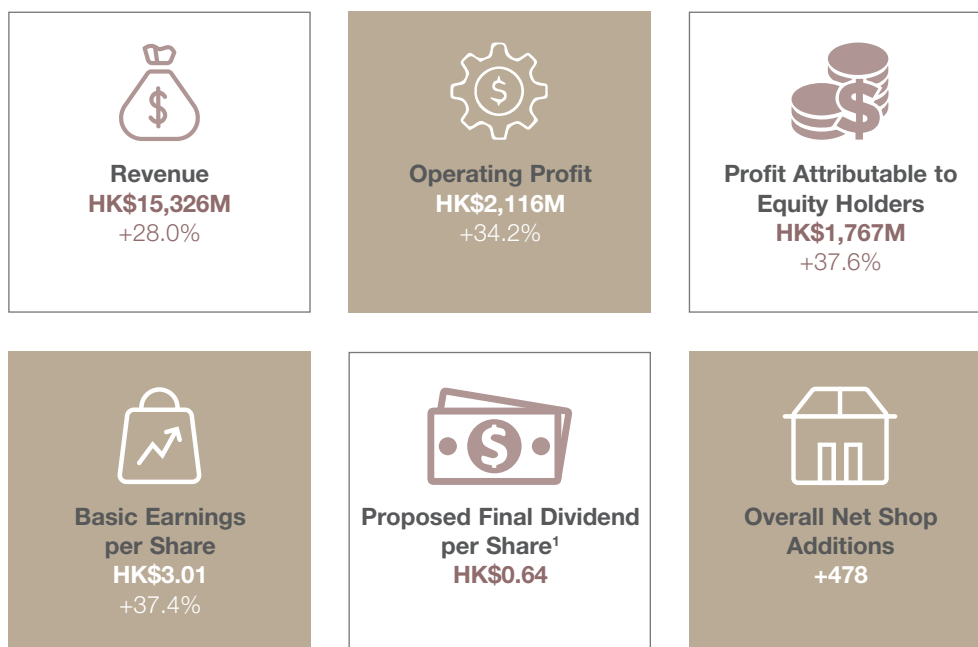 Revenue
HK$15,326M
+28.0%
Operating Profit
HK$2,116M
+34.2%
Profit Attributable to
Equity Holders
HK$1,767M
+37.6%
Basic Earnings
per Share
HK$3.01
+37.4%
Proposed Final Dividend
per Share¹
HK$0.64
Overall Net Shop
Additions
+478